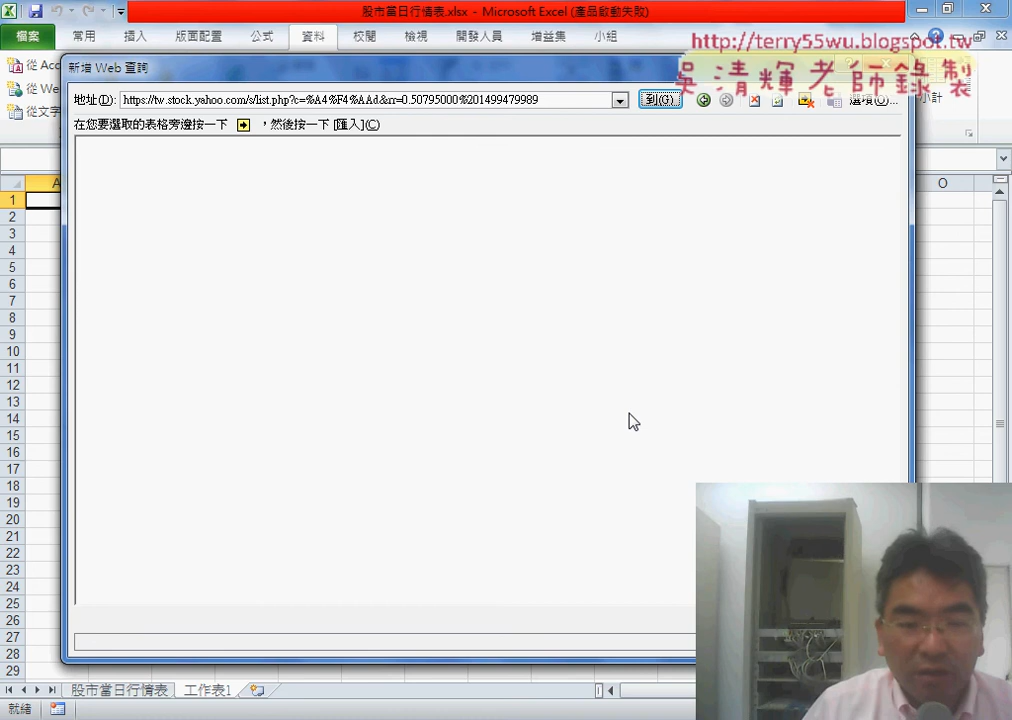 股市當日行情表.xlsx - Microsoft Excel (產品啟動失敗)
檔案 常用 插入 版面配置 公式 資料 校閱 檢視 開發人員 增益集 小組
http://terry55wu.blogspot.tw
吳清輝老師錄製
從 Acc
從 We
從文字
小計
新增 Web 查詢
地址(D): https://tw.stock.yahoo.com/s/list.php?c=%A4%F4%AAd&rr=0.50795000%201499479989 到(G) 選項(O)...
在您要選取的表格旁邊按一下 ，然後按一下 [匯入](C)
A O
1
2
3
4
5
6
7
8
9
10
11
12
13
14
15
16
17
18
19
20
21
22
23
24
25
26
27
28
29
股市當日行情表 工作表1
就緒